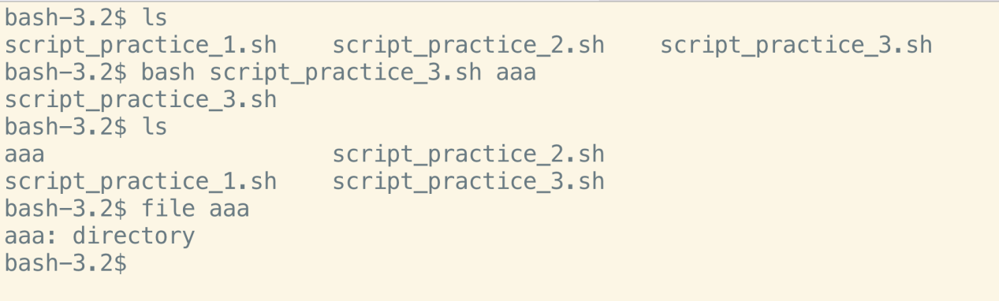 bash-3.2$ ls
script_practice_1.sh    script_practice_2.sh    script_practice_3.sh
bash-3.2$ bash script_practice_3.sh aaa
script_practice_3.sh
bash-3.2$ ls
aaa                     script_practice_2.sh
script_practice_1.sh    script_practice_3.sh
bash-3.2$ file aaa
aaa: directory
bash-3.2$